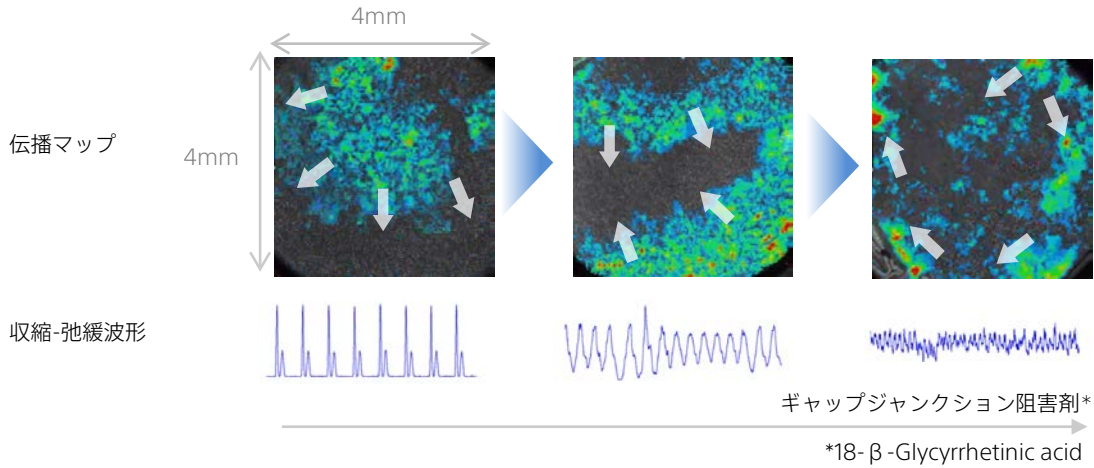 4mm
伝播マップ
4mm
収縮-弛緩波形
ギャップジャンクション阻害剤*
*18-β-Glycyrrhetinic acid